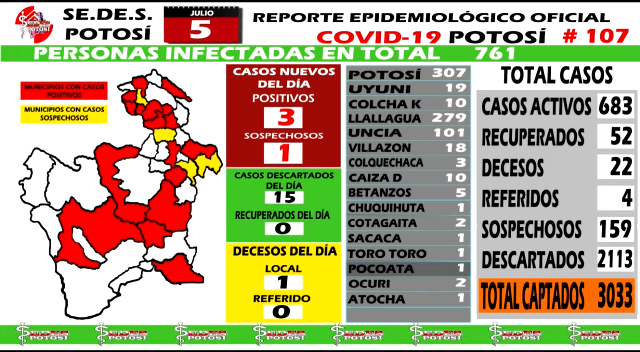 SE.DE.S.
POTOSÍ
JULIO
5
REPORTE EPIDEMIOLÓGICO OFICIAL
COVID-19 POTOSÍ # 107
PERSONAS INFECTADAS EN TOTAL 761
MUNICIPIOS CON CASOS
POSITIVOS
MUNICIPIOS CON CASOS
SOSPECHOSOS
CASOS NUEVOS
DEL DÍA
POSITIVOS
3
SOSPECHOSOS
1
CASOS DESCARTADOS
DEL DÍA
15
RECUPERADOS DEL DÍA
0
DECESOS DEL DÍA
LOCAL
1
REFERIDO
0
POTOSÍ 307
UYUNI 19
COLCHA K 10
LLALLAGUA 279
UNCIA 101
VILLAZON 18
COLQUECHACA 3
CAIZA D 10
BETANZOS 5
CHUQUIHUTA 1
COTAGAITA 2
SACACA 1
TORO TORO 1
POCOATA 1
OCURI 2
ATOCHA 1
TOTAL CASOS
CASOS ACTIVOS 683
RECUPERADOS 52
DECESOS 22
REFERIDOS 4
SOSPECHOSOS 159
DESCARTADOS 2113
TOTAL CAPTADOS 3033